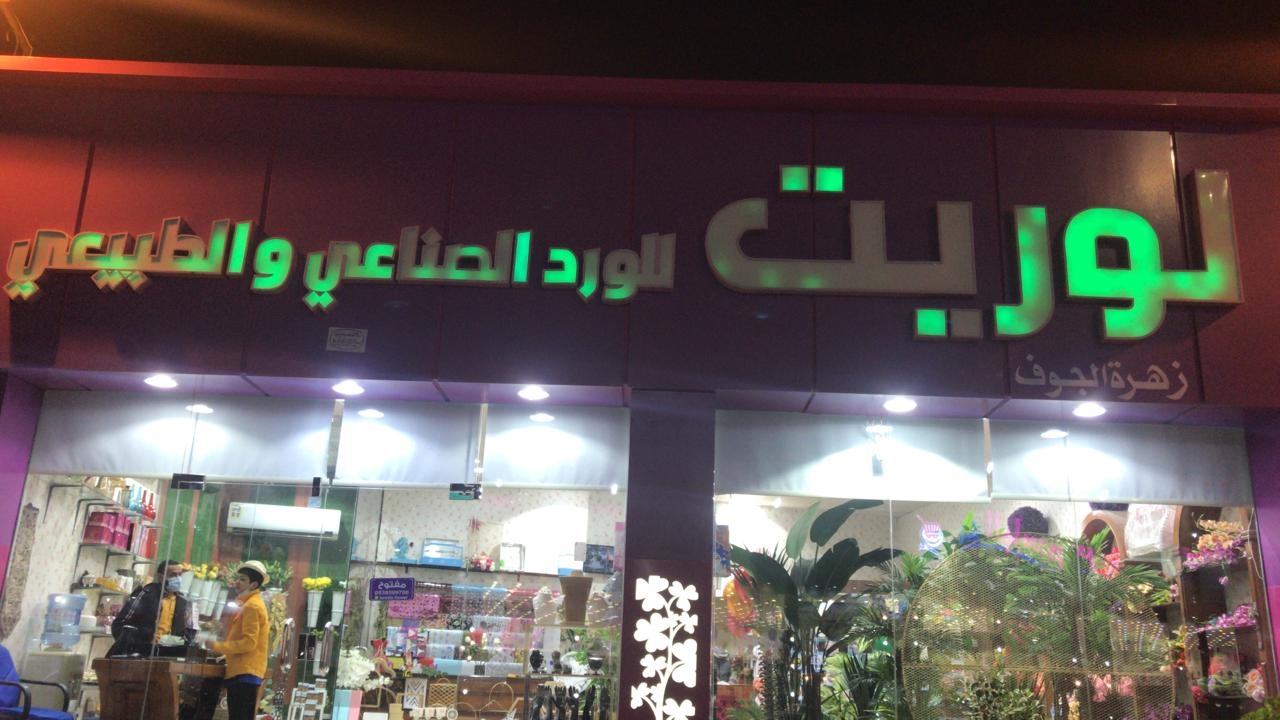 لوريت
للورد الصناعي والطبيعي
زهرة الجوف
مفتوح